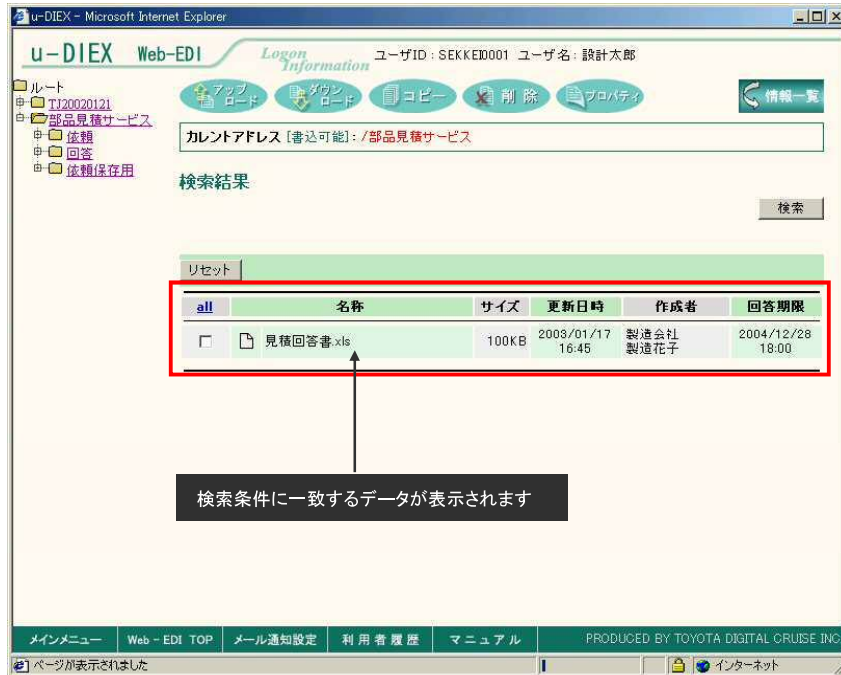 u-DIEX - Microsoft Internet Explorer
u-DIEX Web-EDI
Logon Information
ユーザID : SEKKEI0001 ユーザ名 : 設計太郎
ルート
TJ20020121
部品見積サービス
依頼
回答
依頼保存用
アップロード ダウンロード コピー 削除 プロパティ 情報一覧
カレントアドレス [書込可能] : /部品見積サービス
検索結果
検索
リセット
all 名称 サイズ 更新日時 作成者 回答期限
見積回答書.xls 100KB 2003/01/17 16:45 製造会社 製造花子 2004/12/28 18:00
検索条件に一致するデータが表示されます
メインメニュー Web - EDI TOP メール通知設定 利用者履歴 マニュアル PRODUCED BY TOYOTA DIGITAL CRUISE INC
ページが表示されました インターネット